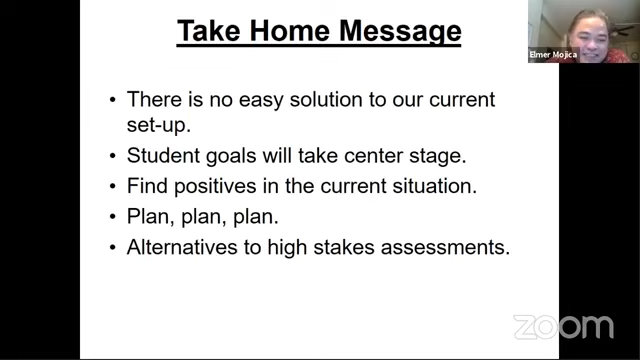 Take Home Message
Elmer Mojica
• There is no easy solution to our current
set-up.
• Student goals will take center stage.
• Find positives in the current situation.
• Plan, plan, plan.
• Alternatives to high stakes assessments.
zoom